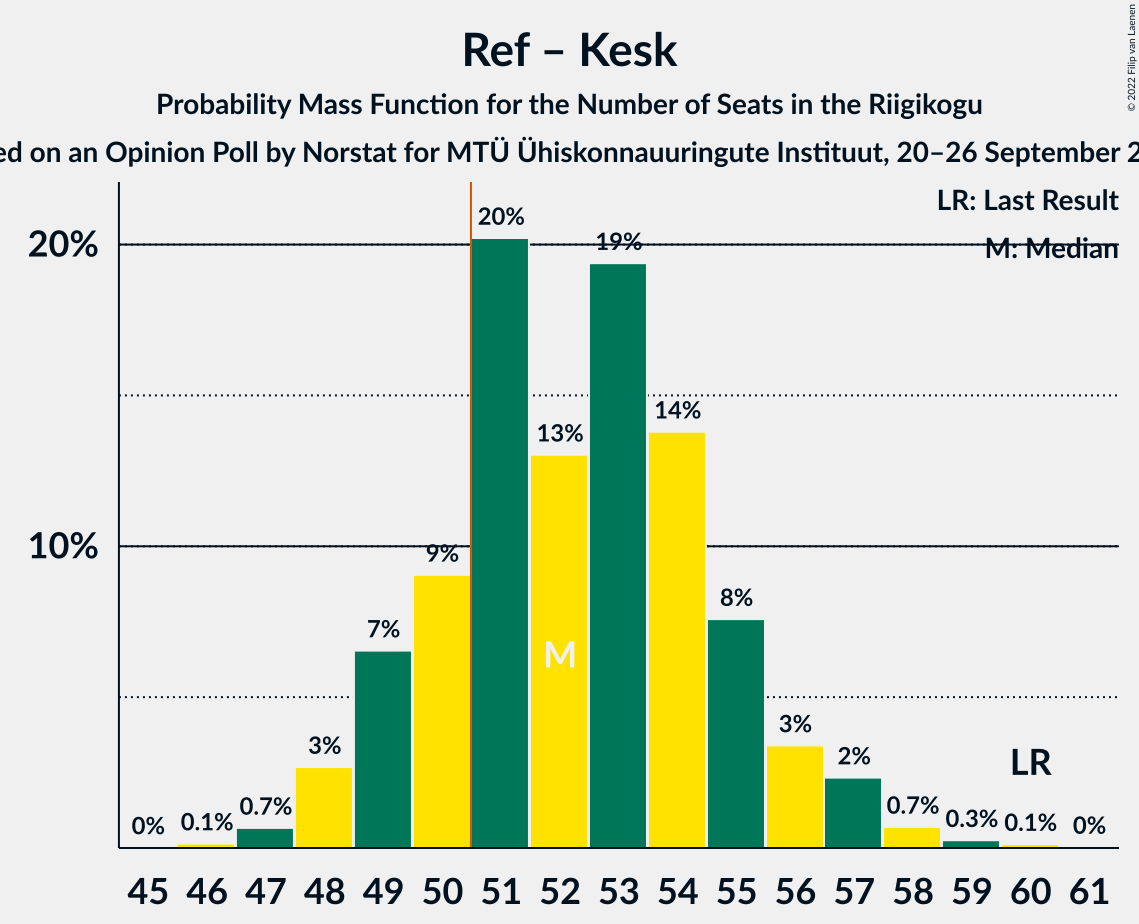 Ref – Kesk
Probability Mass Function for the Number of Seats in the Riigikogu
ed on an Opinion Poll by Norstat for MTÜ Ühiskonnauuringute Instituut, 20–26 September 2
© 2022 Filip van Laenen
LR: Last Result
M: Median
20%
10%
0%
0.1%
0.7%
3%
7%
9%
20%
13%
19%
14%
8%
3%
2%
0.7%
0.3%
0.1%
0%
M
LR
45 46 47 48 49 50 51 52 53 54 55 56 57 58 59 60 61